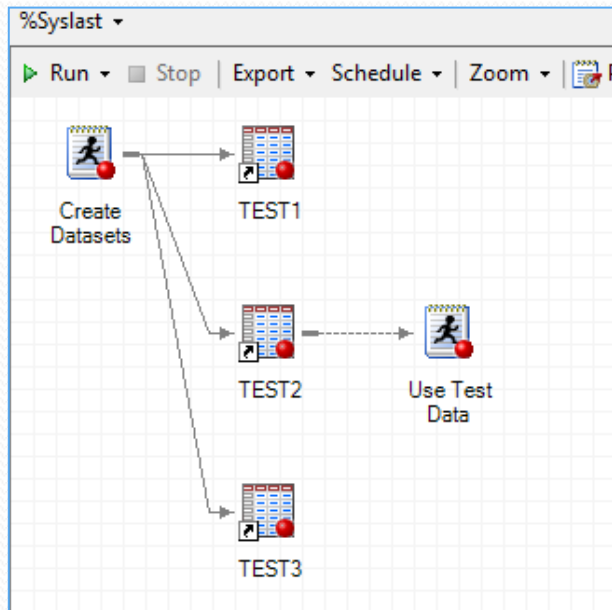 %Syslast
Run Stop Export Schedule Zoom
Create
Datasets
TEST1
TEST2
Use Test
Data
TEST3